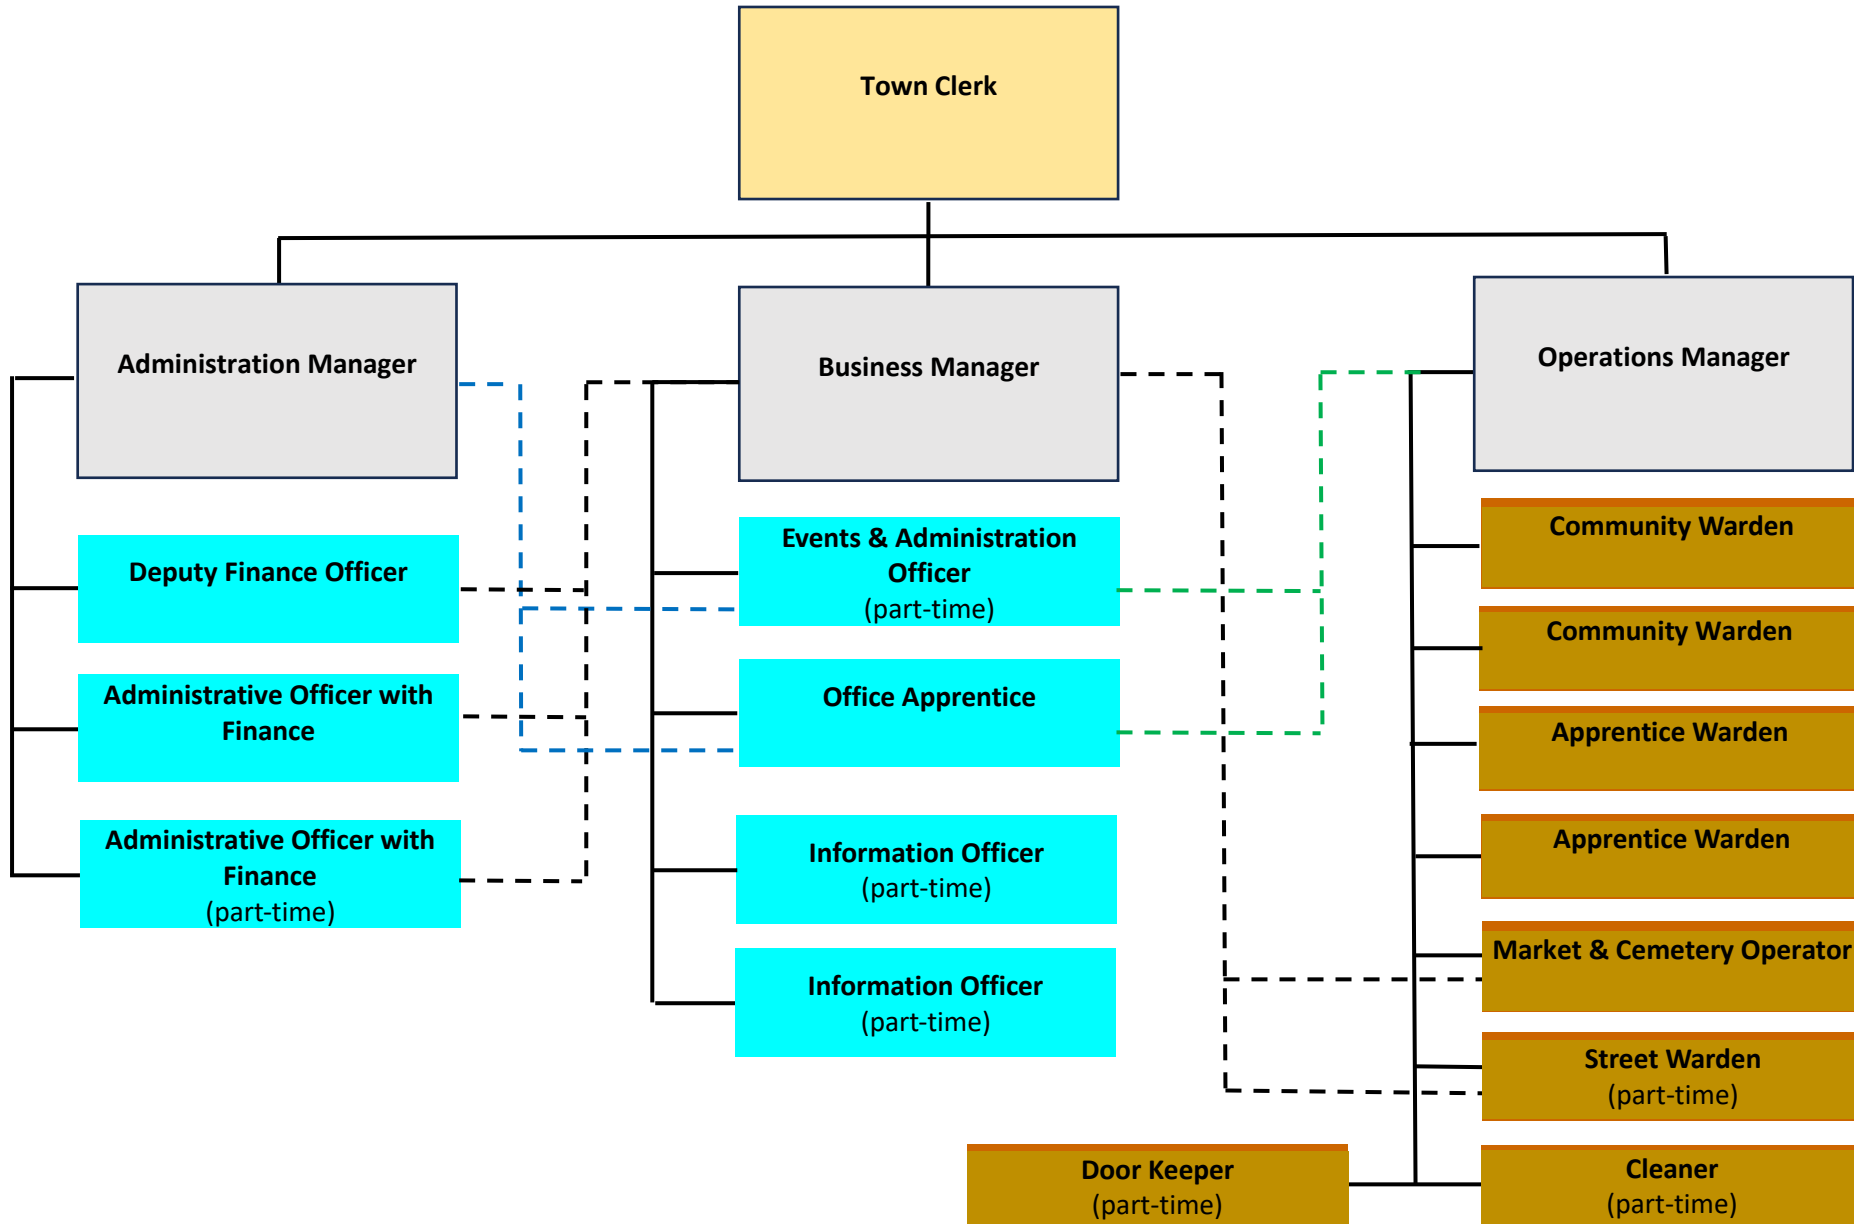 Town Clerk
Administration Manager
Business Manager
Operations Manager
Deputy Finance Officer
Administrative Officer with
Finance
Administrative Officer with
Finance
(part-time)
Events & Administration
Officer
(part-time)
Office Apprentice
Information Officer
(part-time)
Information Officer
(part-time)
Community Warden
Community Warden
Apprentice Warden
Apprentice Warden
Market & Cemetery Operator
Street Warden
(part-time)
Door Keeper
(part-time)
Cleaner
(part-time)